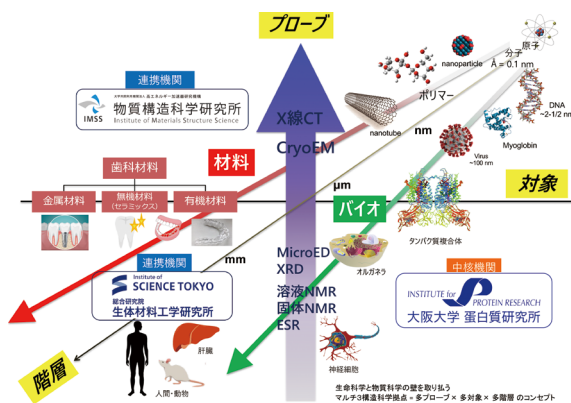 プローブ
原子
分子
Å = 0.1 nm
nanoparticle
ポリマー
連携機関
IMSS
物質構造科学研究所
Institute of Materials Structure Science
X線CT
CryoEM
nanotube
nm
DNA
~2-1/2 nm
Myoglobin
Virus
~100 nm
歯科材料
材料
金属材料
無機材料
(セラミックス)
有機材料
μm
対象
バイオ
タンパク質複合体
mm
連携機関
Institute of
SCIENCE TOKYO
総合研究院
生体材料工学研究所
MicroED
XRD
溶液NMR
固体NMR
ESR
オルガネラ
中核機関
INSTITUTE for
PROTEIN RESEARCH
大阪大学 蛋白質研究所
肝臓
人間・動物
神経細胞
階層
生命科学と物質科学の壁を取り払う
マルチ3構造科学拠点 = 多プローブ × 多対象 × 多階層 のコンセプト